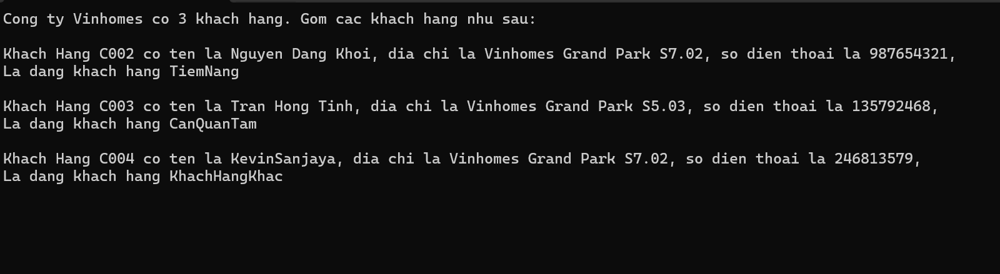 Cong ty Vinhomes co 3 khach hang. Gom cac khach hang nhu sau:
Khach Hang C002 co ten la Nguyen Dang Khoi, dia chi la Vinhomes Grand Park S7.02, so dien thoai la 987654321,
La dang khach hang TiemNang
Khach Hang C003 co ten la Tran Hong Tinh, dia chi la Vinhomes Grand Park S5.03, so dien thoai la 135792468,
La dang khach hang CanQuanTam
Khach Hang C004 co ten la KevinSanjaya, dia chi la Vinhomes Grand Park S7.02, so dien thoai la 246813579,
La dang khach hang KhachHangKhac